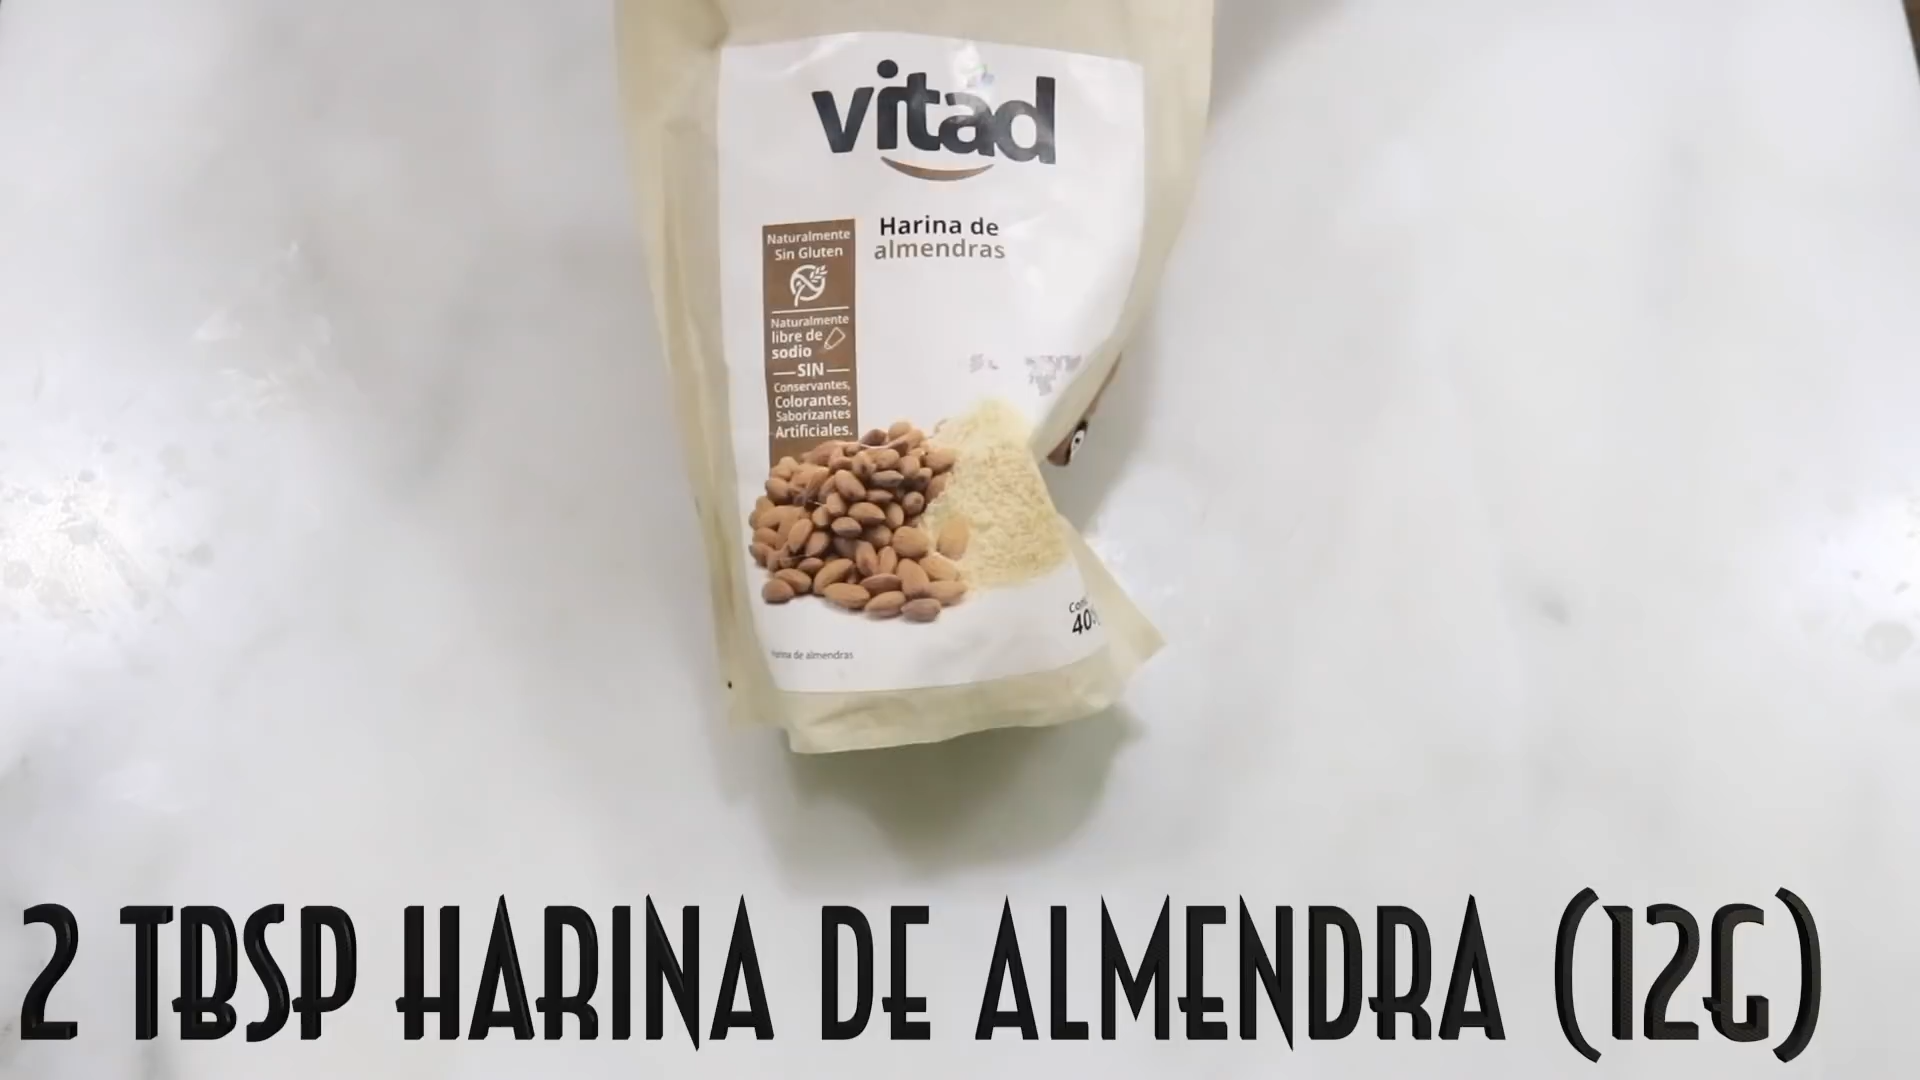 vitad
Harina de
almendras
Naturalmente
Sin Gluten
Naturalmente
libre de
sodio
SIN
Conservantes,
Colorantes,
Saborizantes
Artificiales.
de almendras
2 TBSP HARINA DE ALMENDRA (12G)